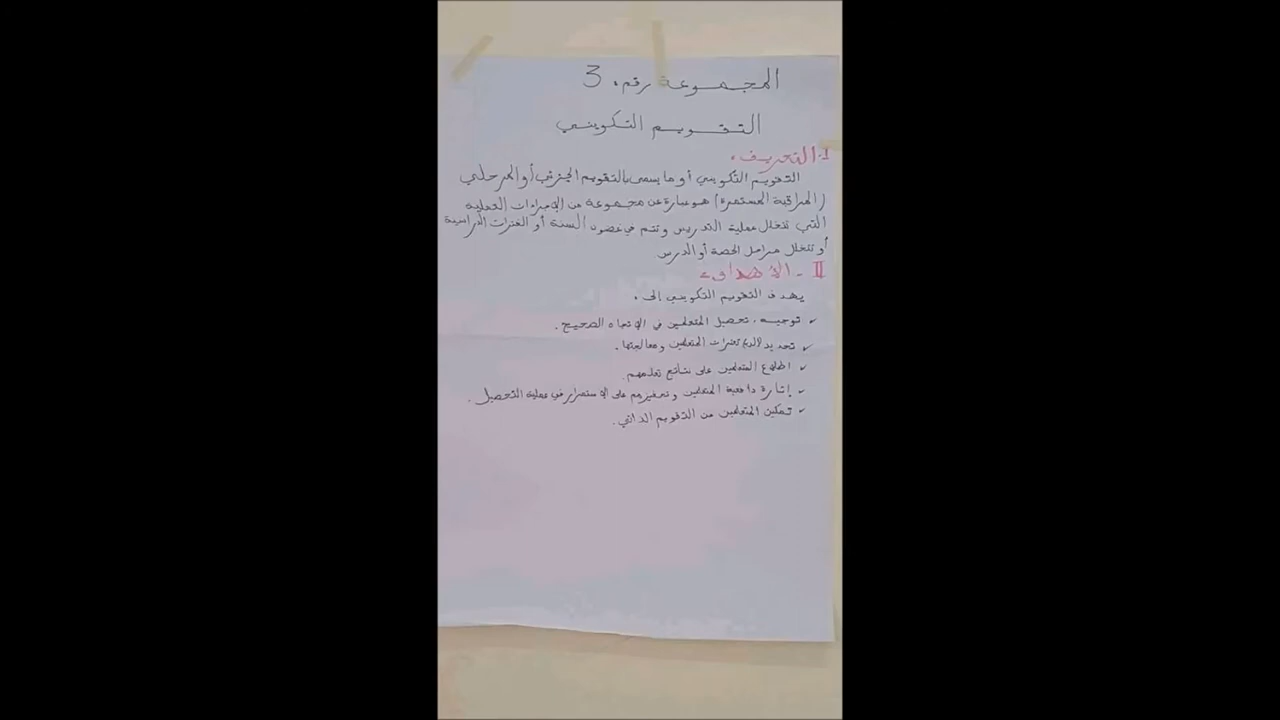 المجموعة رقم: 3
التقويم التكويني
I- التعريف:
التقويم التكويني أو ما يسمى بالتقويم الجزئي أو المرحلي
(المراقبة المستمرة) هو عبارة عن مجموعة من الإجراءات العملية
التي تتخلل عملية التدريس وتتم في غضون السنة أو الفترات الدراسية
أو تتخلل مراحل الحصة أو الدرس
II - الأهداف:
يهدف التقويم التكويني إلى:
✓ توجيه تحصيل المتعلمين في الإتجاه الصحيح.
✓ تحديد تعثرات المتعلمين ومعالجتها.
✓ اطلاع المتعلمين على نتائج تعلمهم.
✓ إثارة دافعية المتعلمين وتحفيزهم على الإستمرار في عملية التحصيل.
✓ تمكين المتعلمين من التقويم الذاتي.